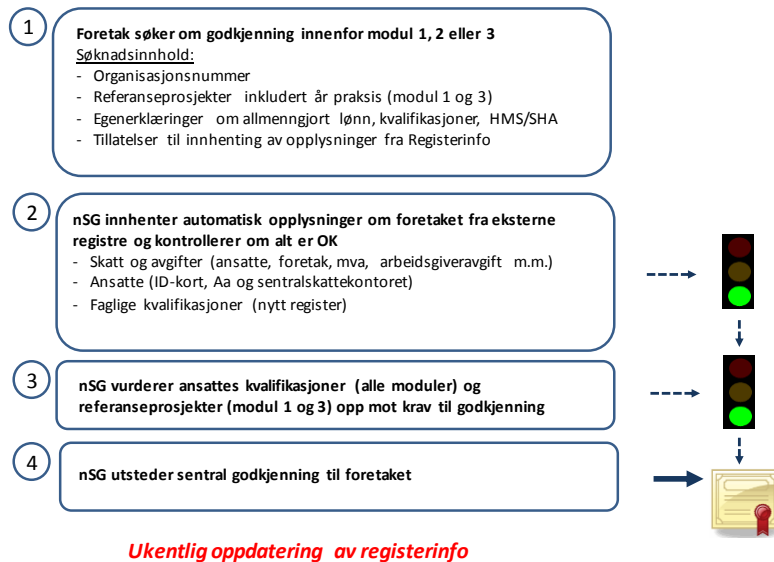 1
Foretak søker om godkjenning innenfor modul 1, 2 eller 3
Søknadsinnhold:
- Organisasjonsnummer
- Referanseprosjekter inkludert år praksis (modul 1 og 3)
- Egenerklæringer om allmenngjort lønn, kvalifikasjoner, HMS/SHA
- Tillatelser til innhenting av opplysninger fra Registerinfo
2
nSG innhenter automatisk opplysninger om foretaket fra eksterne
registre og kontrollerer om alt er OK
- Skatt og avgifter (ansatte, foretak, mva, arbeidsgiveravgift m.m.)
- Ansatte (ID-kort, Aa og sentralskattekontoret)
- Faglige kvalifikasjoner (nytt register)
3
nSG vurderer ansattes kvalifikasjoner (alle moduler) og
referanseprosjekter (modul 1 og 3) opp mot krav til godkjenning
4
nSG utsteder sentral godkjenning til foretaket
Ukentlig oppdatering av registerinfo